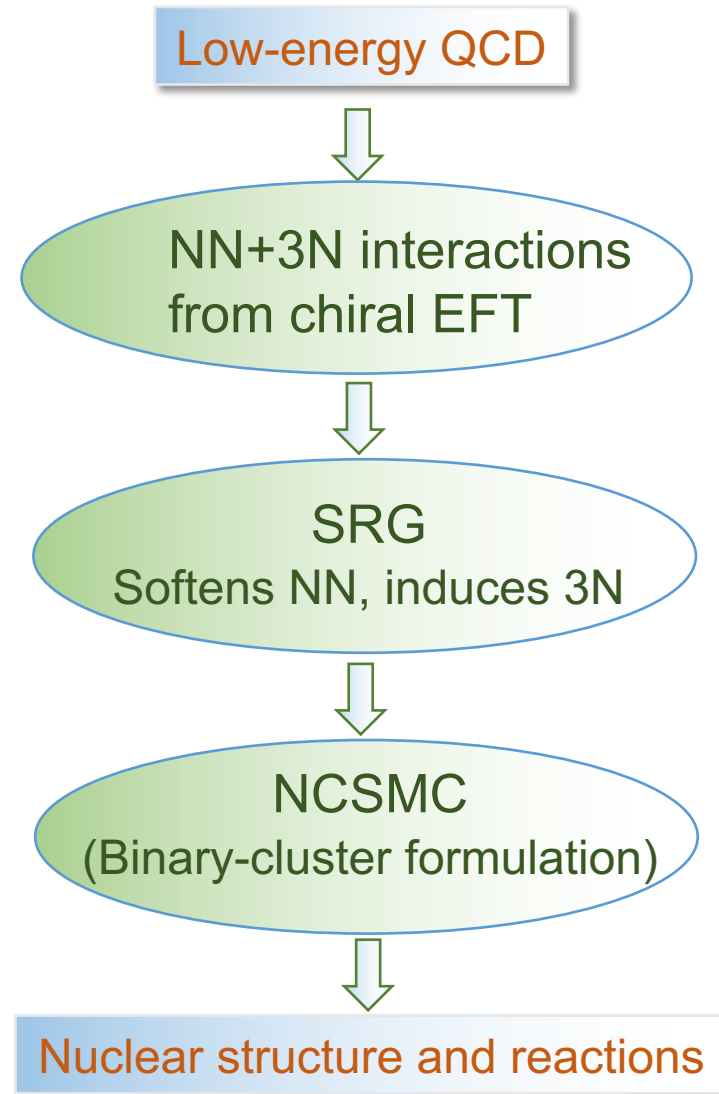 Low-energy QCD
NN+3N interactions
from chiral EFT
SRG
Softens NN, induces 3N
NCSMC
(Binary-cluster formulation)
Nuclear structure and reactions